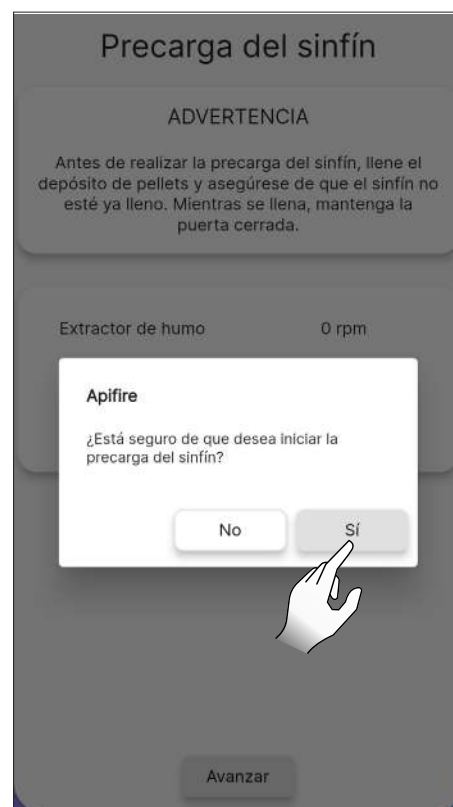 Precarga del sinfín
ADVERTENCIA
Antes de realizar la precarga del sinfín, llene el
depósito de pellets y asegúrese de que el sinfín no
esté ya lleno. Mientras se llena, mantenga la
puerta cerrada.
Extractor de humo 0 rpm
Apifire
¿Está seguro de que desea iniciar la
precarga del sinfín?
No Sí
Avanzar